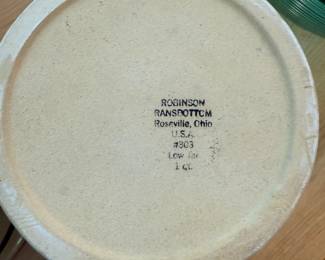 ROBINSON
RANSBOTTOM
Roseville, Ohio
U.S.A.
#303
Low Jar
1 qt.